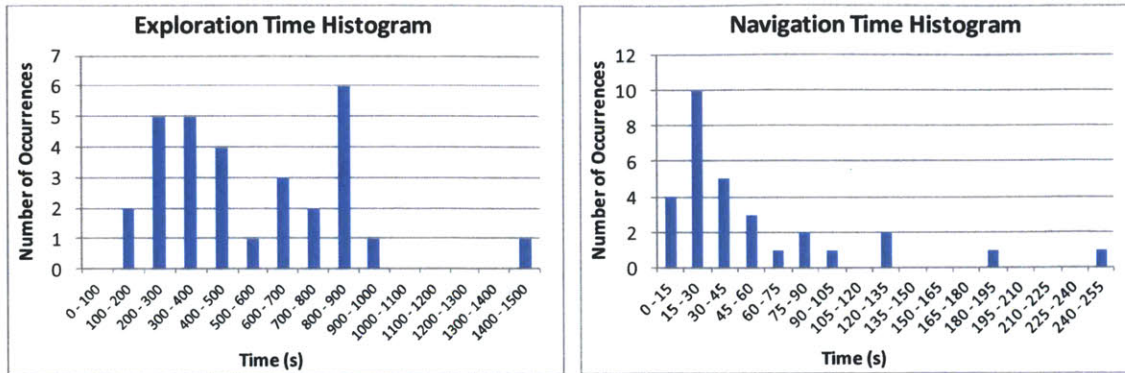 Exploration Time Histogram
Number of Occurrences
7
6
5
4
3
2
1
0
0 - 100
100 - 200
200 - 300
300 - 400
400 - 500
500 - 600
600 - 700
700 - 800
800 - 900
900 - 1000
1000 - 1100
1100 - 1200
1200 - 1300
1300 - 1400
1400 - 1500
Time (s)
Navigation Time Histogram
Number of Occurrences
12
10
8
6
4
2
0
0 - 15
15 - 30
30 - 45
45 - 60
60 - 75
75 - 90
90 - 105
105 - 120
120 - 135
135 - 150
150 - 165
165 - 180
180 - 195
195 - 210
210 - 225
225 - 240
240 - 255
Time (s)